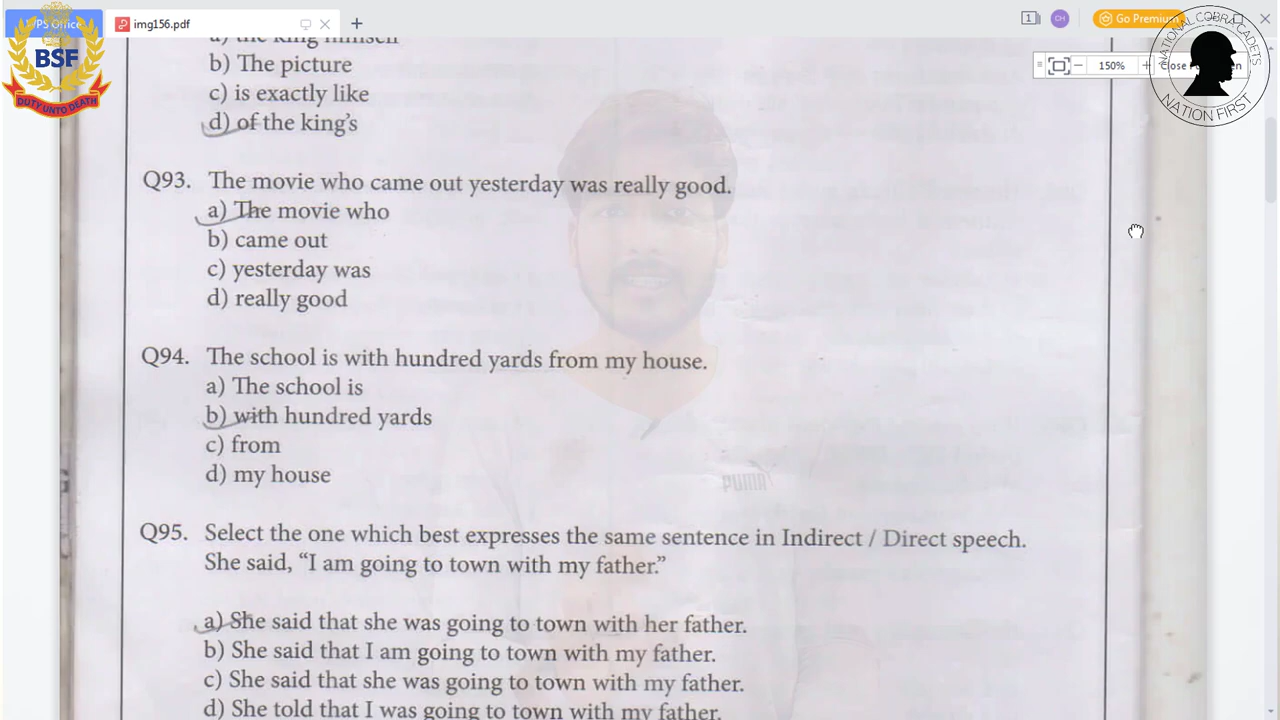 WPS Office
img156.pdf
1
CH
Go Premium
BSF
DUTY UNTO DEATH
NATIONAL COBRA CADETS
NATION FIRST
150%
a) the king himself
b) The picture
c) is exactly like
d) of the king's
Q93. The movie who came out yesterday was really good.
a) The movie who
b) came out
c) yesterday was
d) really good
Q94. The school is with hundred yards from my house.
a) The school is
b) with hundred yards
c) from
d) my house
PUMA
Q95. Select the one which best expresses the same sentence in Indirect / Direct speech.
She said, “I am going to town with my father.”
a) She said that she was going to town with her father.
b) She said that I am going to town with my father.
c) She said that she was going to town with my father.
d) She told that I was going to town with my father.